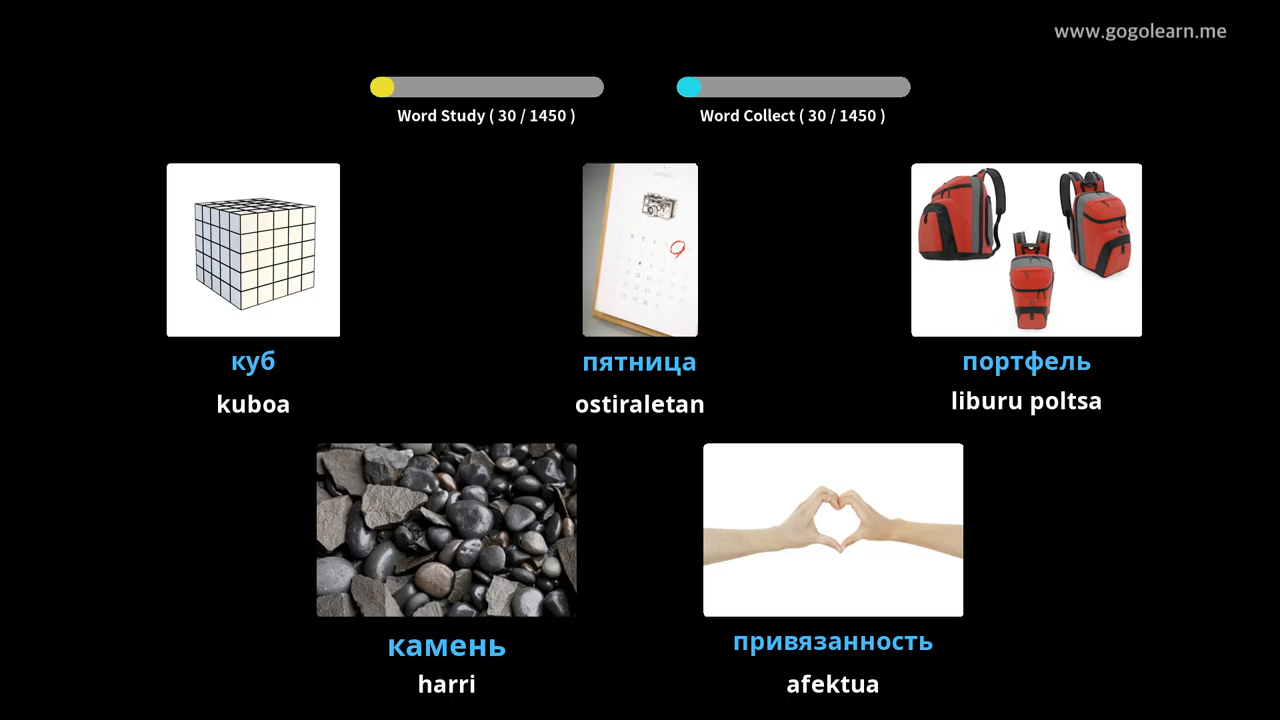 www.gogolearn.me
Word Study ( 30 / 1450 )
Word Collect ( 30 / 1450 )
куб
пятница
портфель
kuboa
ostiraletan
liburu poltsa
камень
привязанность
harri
afektua